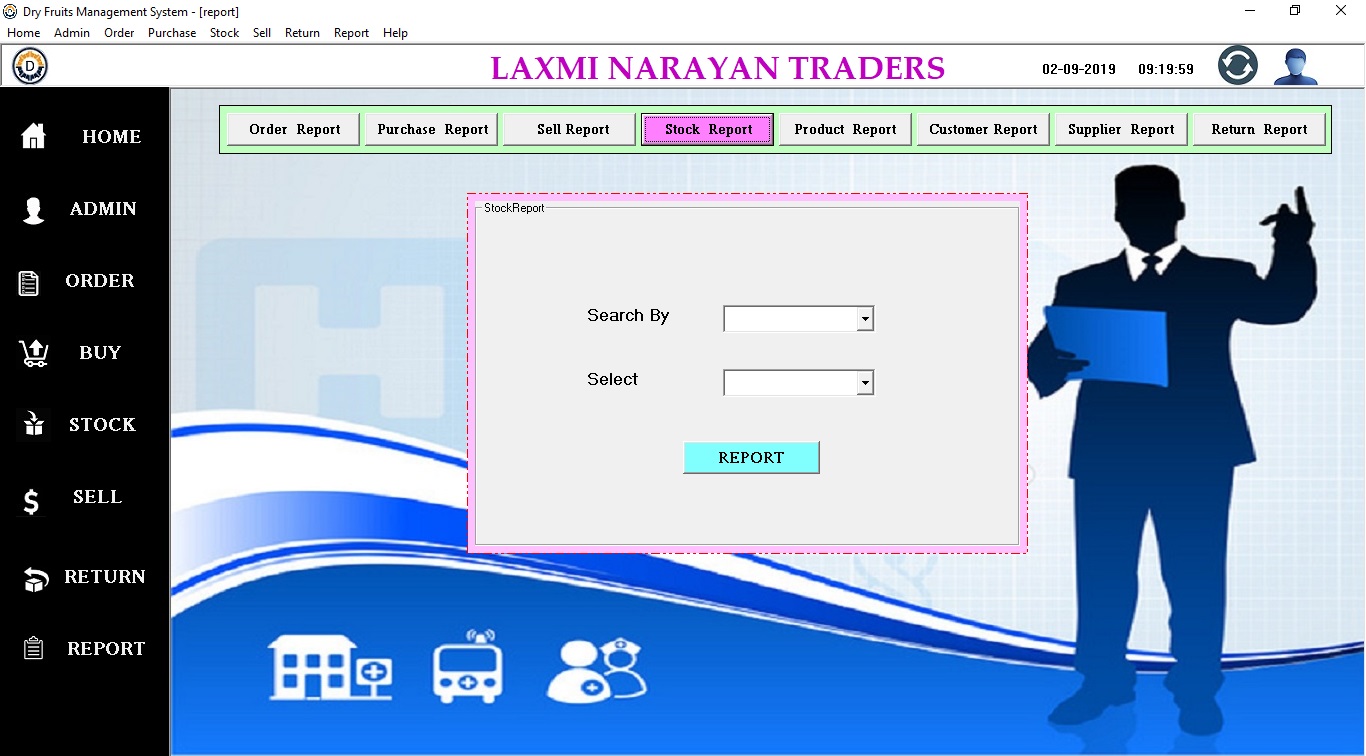 Dry Fruits Management System - [report]
Home Admin Order Purchase Stock Sell Return Report Help
D LAXMI NARAYAN TRADERS 02-09-2019 09:19:59
Order Report Purchase Report Sell Report Stock Report Product Report Customer Report Supplier Report Return Report
HOME
ADMIN
ORDER
BUY
STOCK
SELL
RETURN
REPORT
StockReport
Search By
Select
REPORT